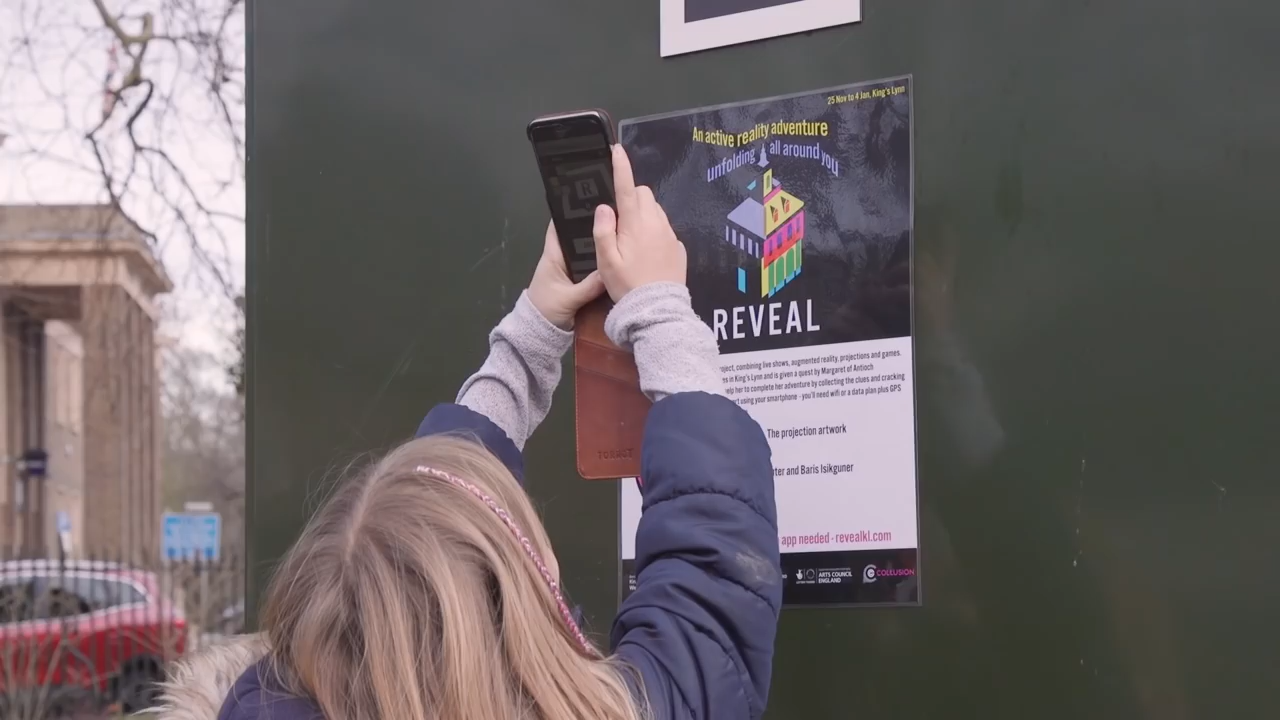 25 Nov to 4 Jan, King's Lynn
An active reality adventure
unfolding all around you
R
REVEAL
project, combining live shows, augmented reality, projections and games.
in King's Lynn and is given a quest by Margaret of Antioch
help her to complete her adventure by collecting the clues and cracking
using your smartphone - you'll need wifi or a data plan plus GPS
The projection artwork
and Baris Isikguner
app needed - revealkl.com
ARTS COUNCIL
ENGLAND
COLLUSION